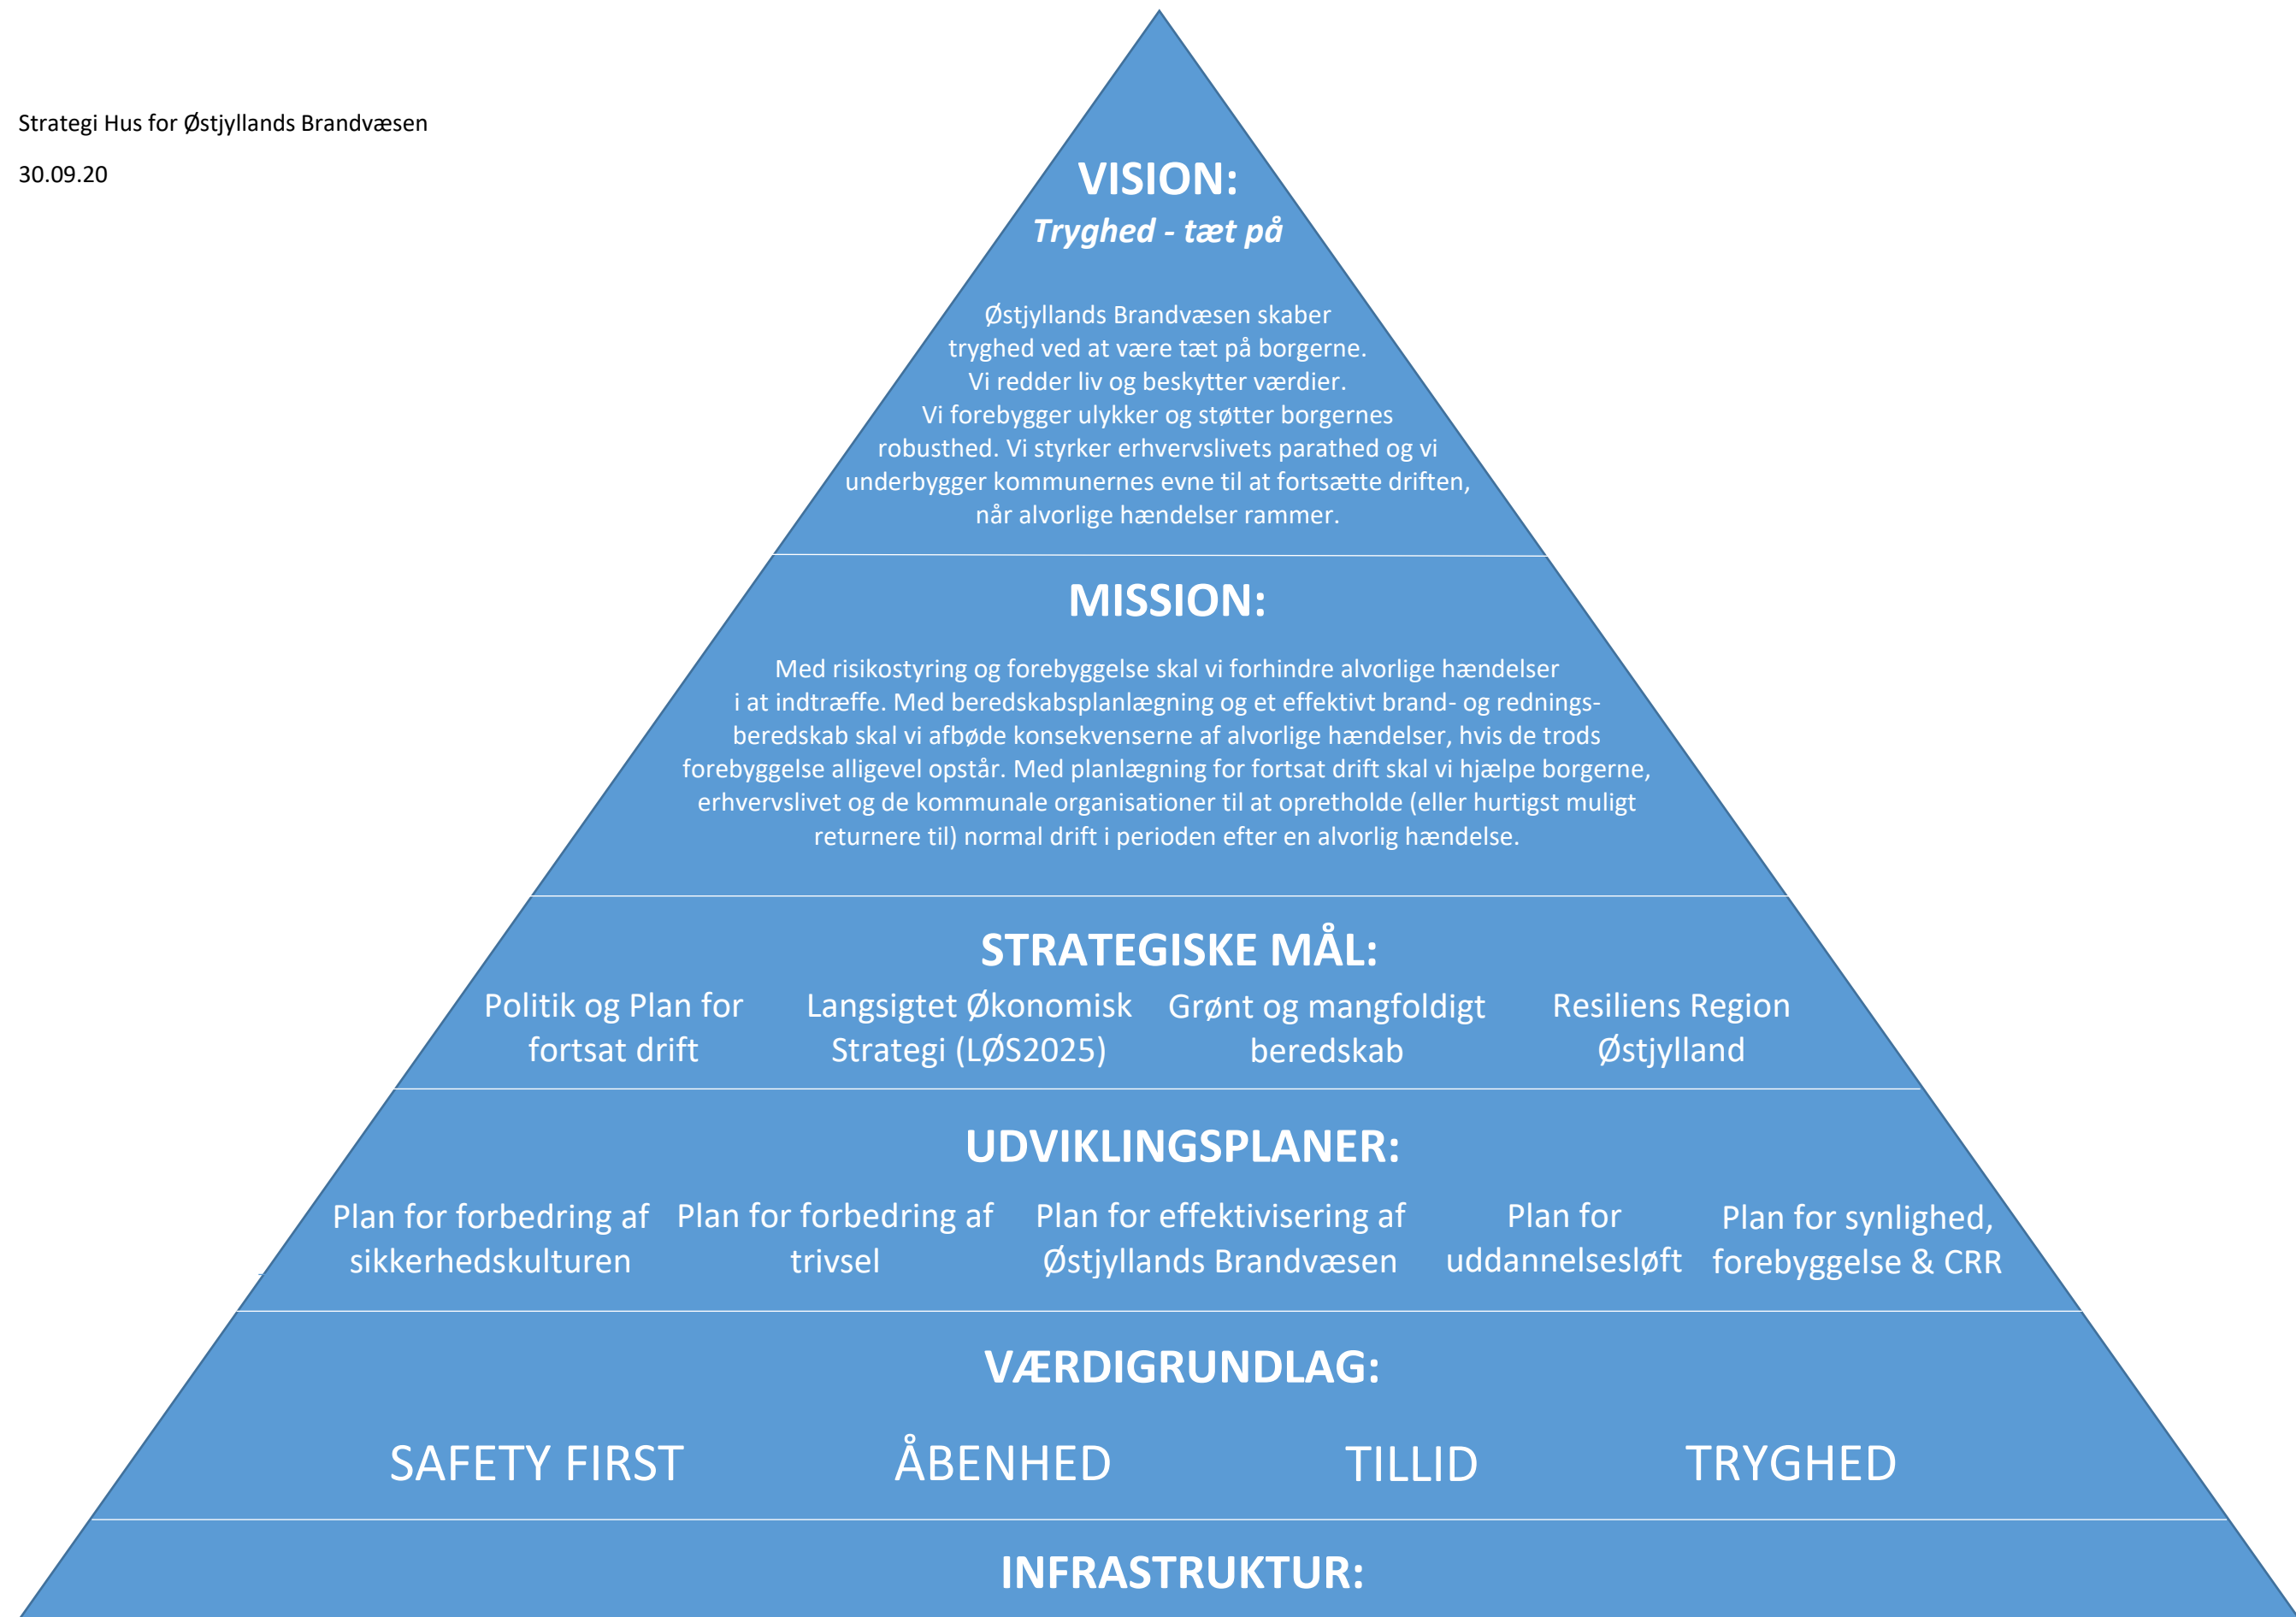 Strategi Hus for Østjyllands Brandvæsen
30.09.20
VISION:
Tryghed - tæt på
Østjyllands Brandvæsen skaber
tryghed ved at være tæt på borgerne.
Vi redder liv og beskytter værdier.
Vi forebygger ulykker og støtter borgernes
robusthed. Vi styrker erhvervslivets parathed og vi
underbygger kommunernes evne til at fortsætte driften,
når alvorlige hændelser rammer.
MISSION:
Med risikostyring og forebyggelse skal vi forhindre alvorlige hændelser
i at indtræffe. Med beredskabsplanlægning og et effektivt brand- og rednings-
beredskab skal vi afbøde konsekvenserne af alvorlige hændelser, hvis de trods
forebyggelse alligevel opstår. Med planlægning for fortsat drift skal vi hjælpe borgerne,
erhvervslivet og de kommunale organisationer til at opretholde (eller hurtigst muligt
returnere til) normal drift i perioden efter en alvorlig hændelse.
STRATEGISKE MÅL:
Politik og Plan for
fortsat drift
Langsigtet Økonomisk
Strategi (LØS2025)
Grønt og mangfoldigt
beredskab
Resiliens Region
Østjylland
UDVIKLINGSPLANER:
Plan for forbedring af
sikkerhedskulturen
Plan for forbedring af
trivsel
Plan for effektivisering af
Østjyllands Brandvæsen
Plan for
uddannelsesløft
Plan for synlighed,
forebyggelse & CRR
VÆRDIGRUNDLAG:
SAFETY FIRST
ÅBENHED
TILLID
TRYGHED
INFRASTRUKTUR: